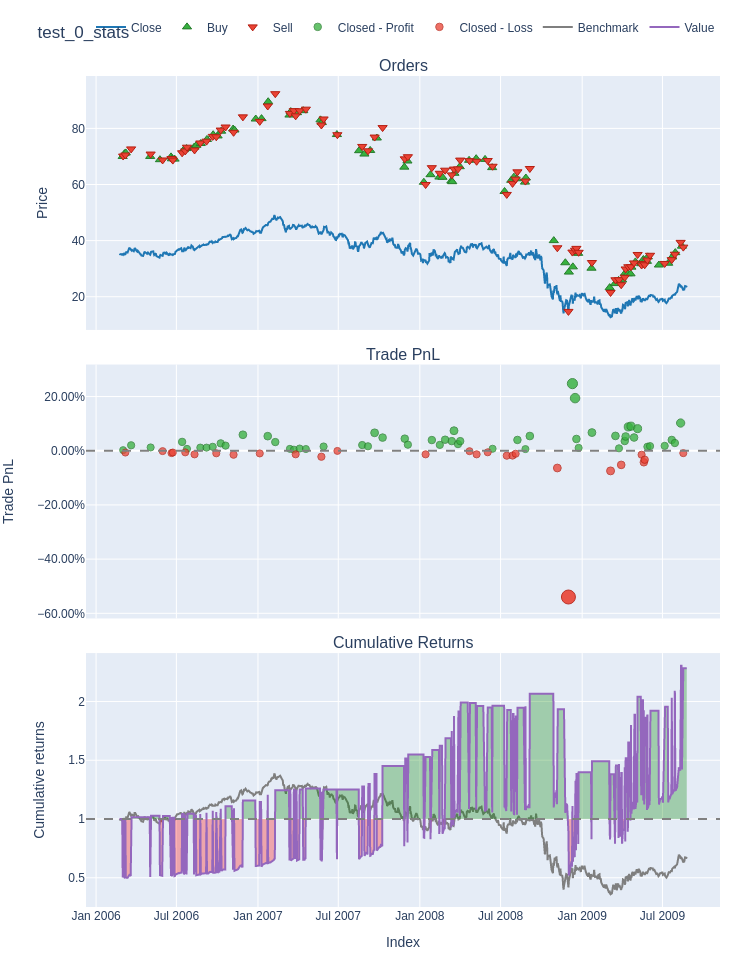 test_0_stats
Close Buy Sell Closed - Profit Closed - Loss Benchmark Value
Orders
80
60
40
20
Price
Trade PnL
20.00%
0.00%
−20.00%
−40.00%
−60.00%
Trade PnL
Cumulative Returns
2
1.5
1
0.5
Cumulative returns
Jan 2006 Jul 2006 Jan 2007 Jul 2007 Jan 2008 Jul 2008 Jan 2009 Jul 2009
Index